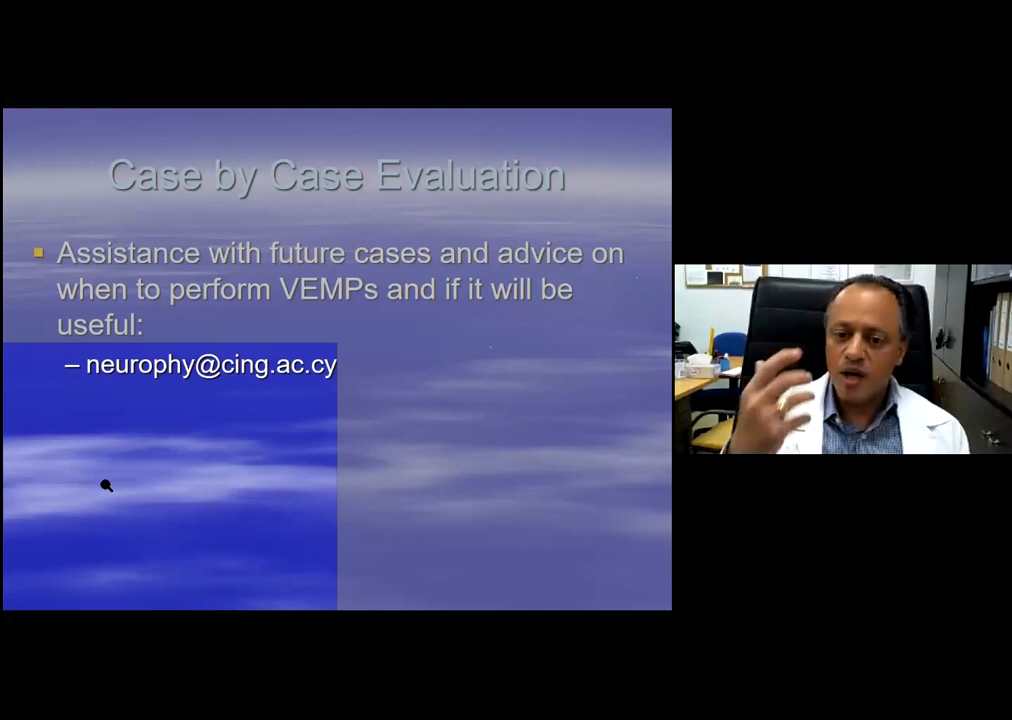 Case by Case Evaluation
▪ Assistance with future cases and advice on
when to perform VEMPs and if it will be
useful:
– neurophy@cing.ac.cy